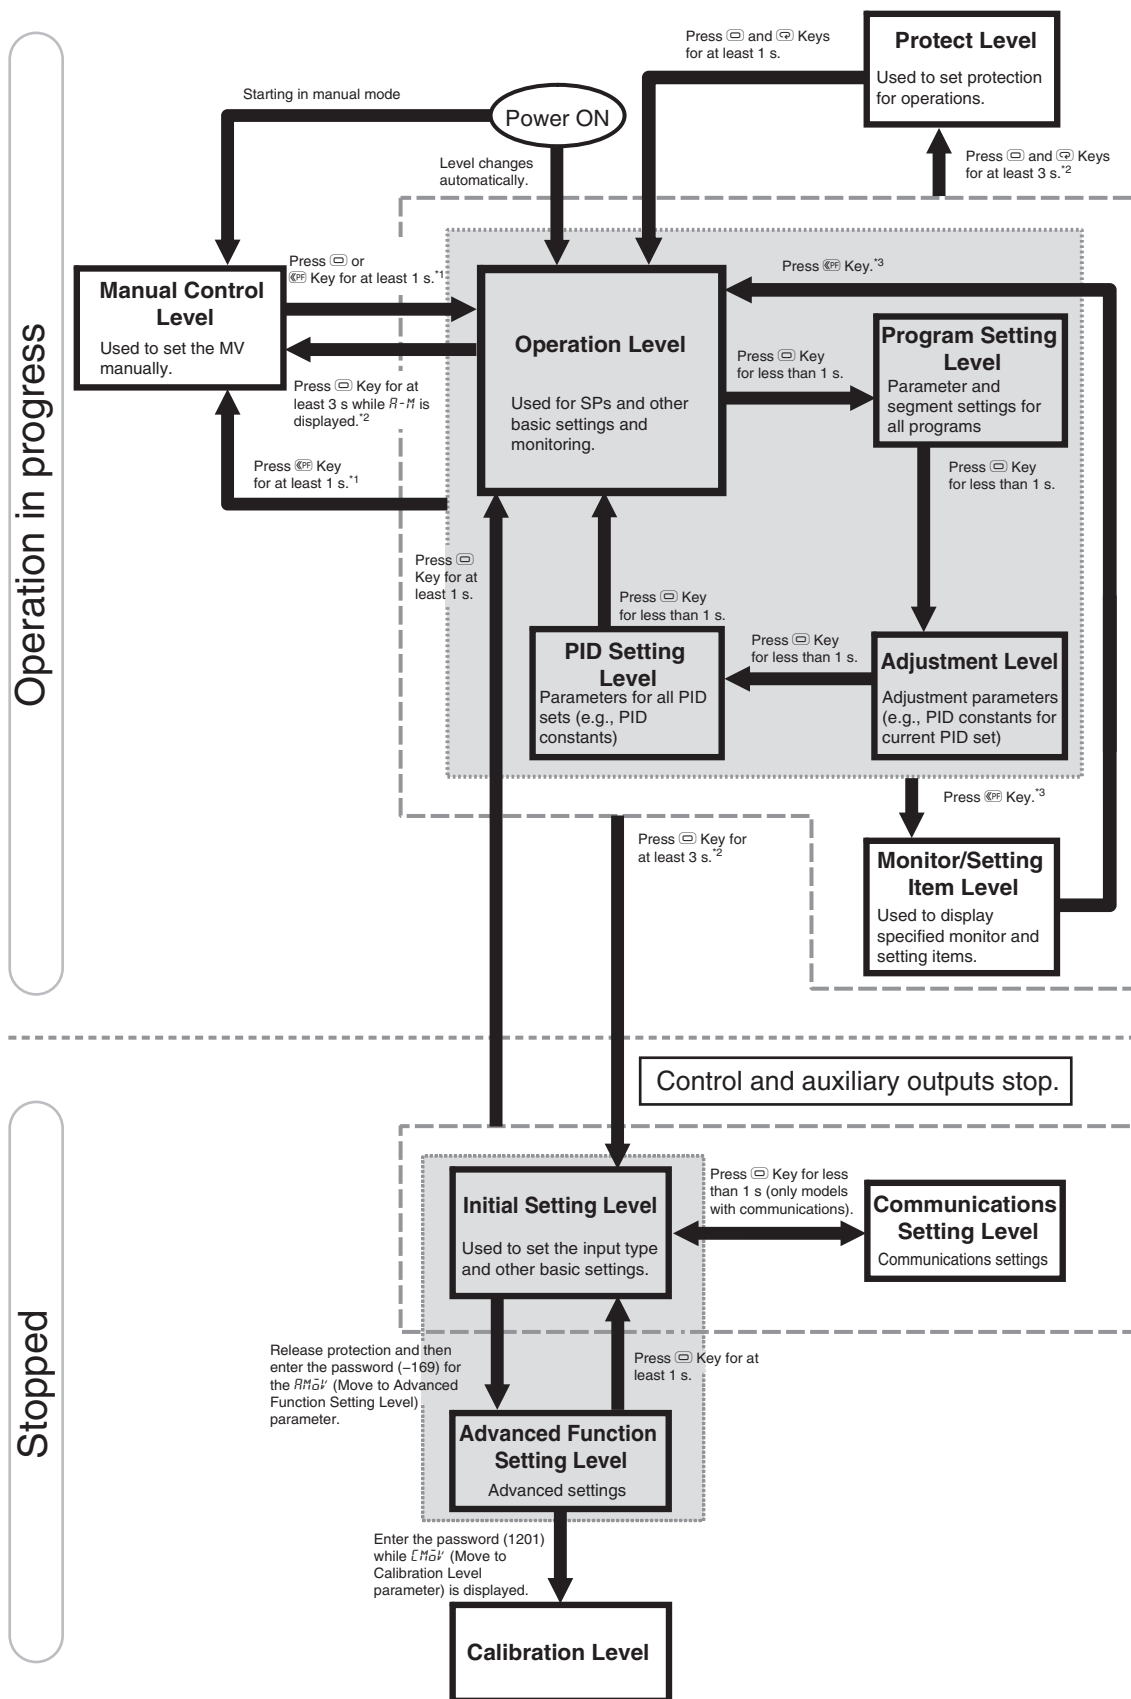 Operation in progress
Stopped
Press and Keys
for at least 1 s.
Protect Level
Used to set protection
for operations.
Starting in manual mode
Power ON
Level changes
automatically.
Press and Keys
for at least 3 s.*2
Press or
PF Key for at least 1 s.*1
Manual Control
Level
Used to set the MV
manually.
Press Key for at
least 3 s while A-M is
displayed.*2
Press PF Key
for at least 1 s.*1
Operation Level
Used for SPs and other
basic settings and
monitoring.
Press PF Key.*3
Press Key
for less than 1 s.
Program Setting
Level
Parameter and
segment settings for
all programs
Press Key
for less than 1 s.
Press
Key for at
least 1 s.
Press Key
for less than 1 s.
PID Setting
Level
Parameters for all PID
sets (e.g., PID
constants)
Press Key
for less than 1 s.
Adjustment Level
Adjustment parameters
(e.g., PID constants for
current PID set)
Press PF Key.*3
Press Key for
at least 3 s.*2
Monitor/Setting
Item Level
Used to display
specified monitor and
setting items.
Control and auxiliary outputs stop.
Initial Setting Level
Used to set the input type
and other basic settings.
Press Key for less
than 1 s (only models
with communications).
Communications
Setting Level
Communications settings
Release protection and then
enter the password (–169) for
the AMoV (Move to Advanced
Function Setting Level)
parameter.
Press Key for at
least 1 s.
Advanced Function
Setting Level
Advanced settings
Enter the password (1201)
while CMoV (Move to
Calibration Level
parameter) is displayed.
Calibration Level